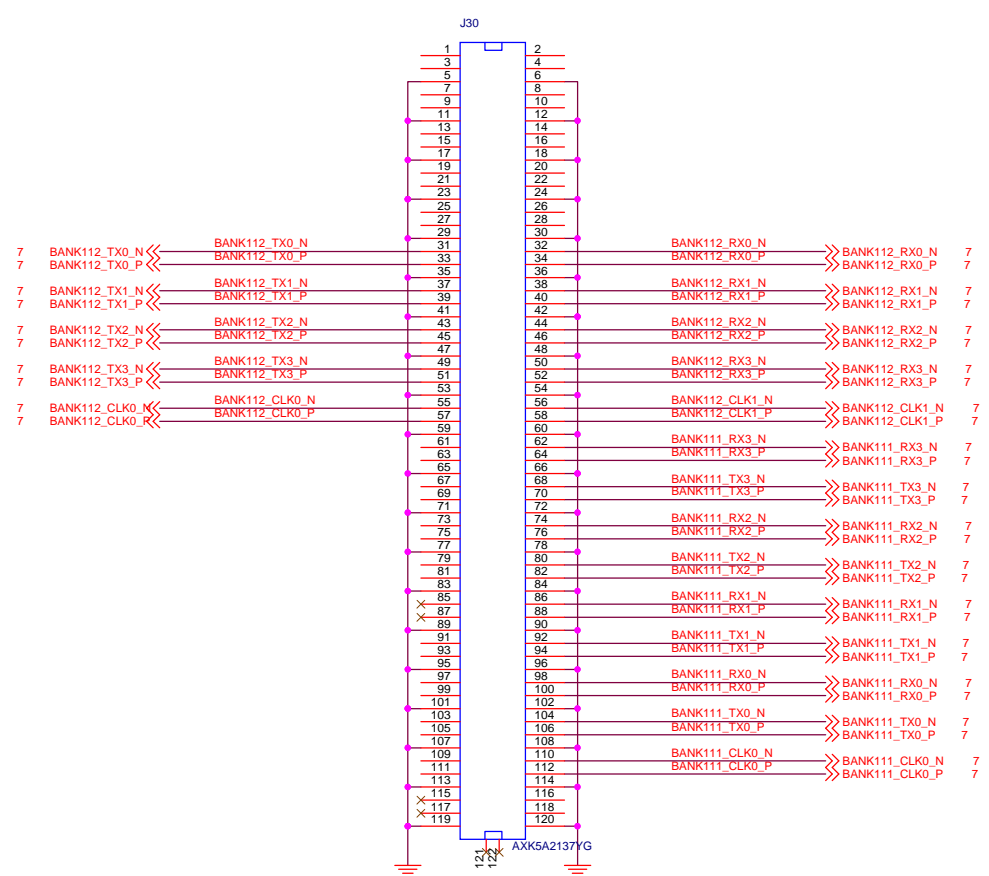 J30
1 2
3 4
5 6
7 8
9 10
11 12
13 14
15 16
17 18
19 20
21 22
23 24
25 26
27 28
29 30
7 BANK112_TX0_N BANK112_TX0_N 31 32 BANK112_RX0_N BANK112_RX0_N 7
7 BANK112_TX0_P BANK112_TX0_P 33 34 BANK112_RX0_P BANK112_RX0_P 7
35 36
7 BANK112_TX1_N BANK112_TX1_N 37 38 BANK112_RX1_N BANK112_RX1_N 7
7 BANK112_TX1_P BANK112_TX1_P 39 40 BANK112_RX1_P BANK112_RX1_P 7
41 42
7 BANK112_TX2_N BANK112_TX2_N 43 44 BANK112_RX2_N BANK112_RX2_N 7
7 BANK112_TX2_P BANK112_TX2_P 45 46 BANK112_RX2_P BANK112_RX2_P 7
47 48
7 BANK112_TX3_N BANK112_TX3_N 49 50 BANK112_RX3_N BANK112_RX3_N 7
7 BANK112_TX3_P BANK112_TX3_P 51 52 BANK112_RX3_P BANK112_RX3_P 7
53 54
7 BANK112_CLK0_N BANK112_CLK0_N 55 56 BANK112_CLK1_N BANK112_CLK1_N 7
7 BANK112_CLK0_P BANK112_CLK0_P 57 58 BANK112_CLK1_P BANK112_CLK1_P 7
59 60
61 62 BANK111_RX3_N BANK111_RX3_N 7
63 64 BANK111_RX3_P BANK111_RX3_P 7
65 66
67 68 BANK111_TX3_N BANK111_TX3_N 7
69 70 BANK111_TX3_P BANK111_TX3_P 7
71 72
73 74 BANK111_RX2_N BANK111_RX2_N 7
75 76 BANK111_RX2_P BANK111_RX2_P 7
77 78
79 80 BANK111_TX2_N BANK111_TX2_N 7
81 82 BANK111_TX2_P BANK111_TX2_P 7
83 84
85 86 BANK111_RX1_N BANK111_RX1_N 7
87 88 BANK111_RX1_P BANK111_RX1_P 7
89 90
91 92 BANK111_TX1_N BANK111_TX1_N 7
93 94 BANK111_TX1_P BANK111_TX1_P 7
95 96
97 98 BANK111_RX0_N BANK111_RX0_N 7
99 100 BANK111_RX0_P BANK111_RX0_P 7
101 102
103 104 BANK111_TX0_N BANK111_TX0_N 7
105 106 BANK111_TX0_P BANK111_TX0_P 7
107 108
109 110 BANK111_CLK0_N BANK111_CLK0_N 7
111 112 BANK111_CLK0_P BANK111_CLK0_P 7
113 114
115 116
117 118
119 120
121 122 AXK5A2137YG